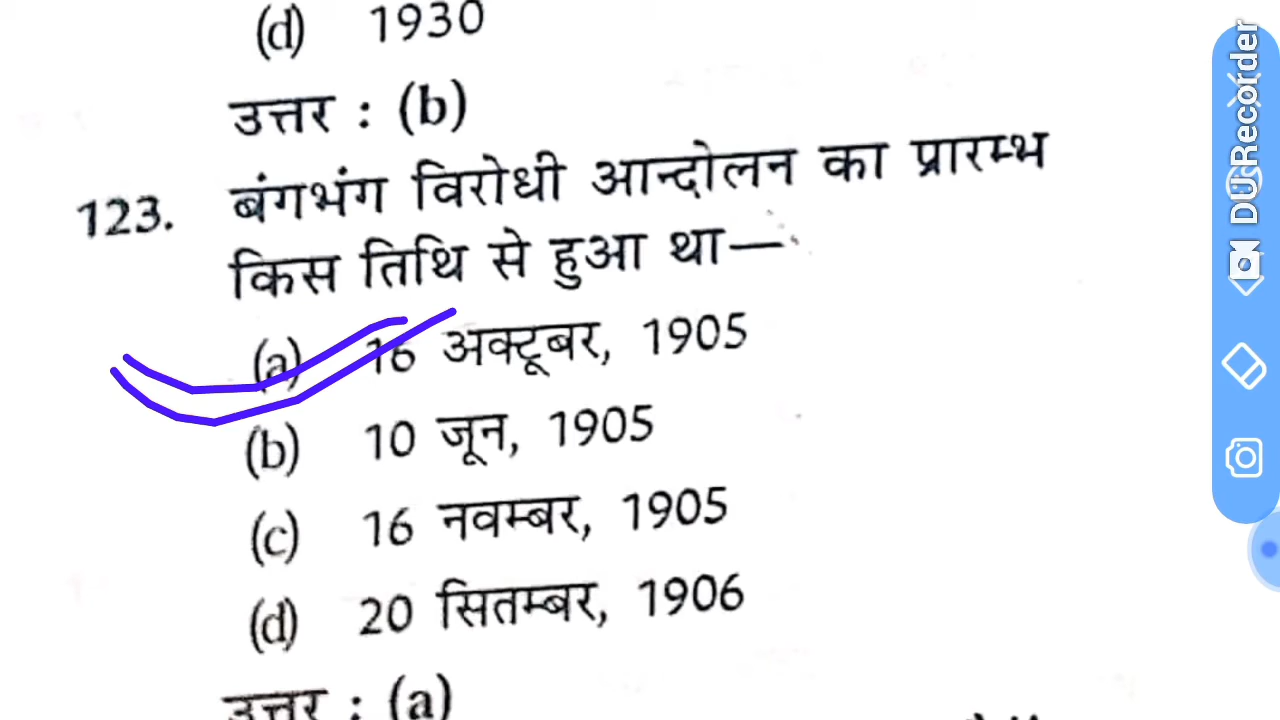 (d) 1930
उत्तर : (b)
123. बंगभंग विरोधी आन्दोलन का प्रारम्भ
किस तिथि से हुआ था—
(a) 16 अक्टूबर, 1905
(b) 10 जून, 1905
(c) 16 नवम्बर, 1905
(d) 20 सितम्बर, 1906
उत्तर : (a)
DU Recorder